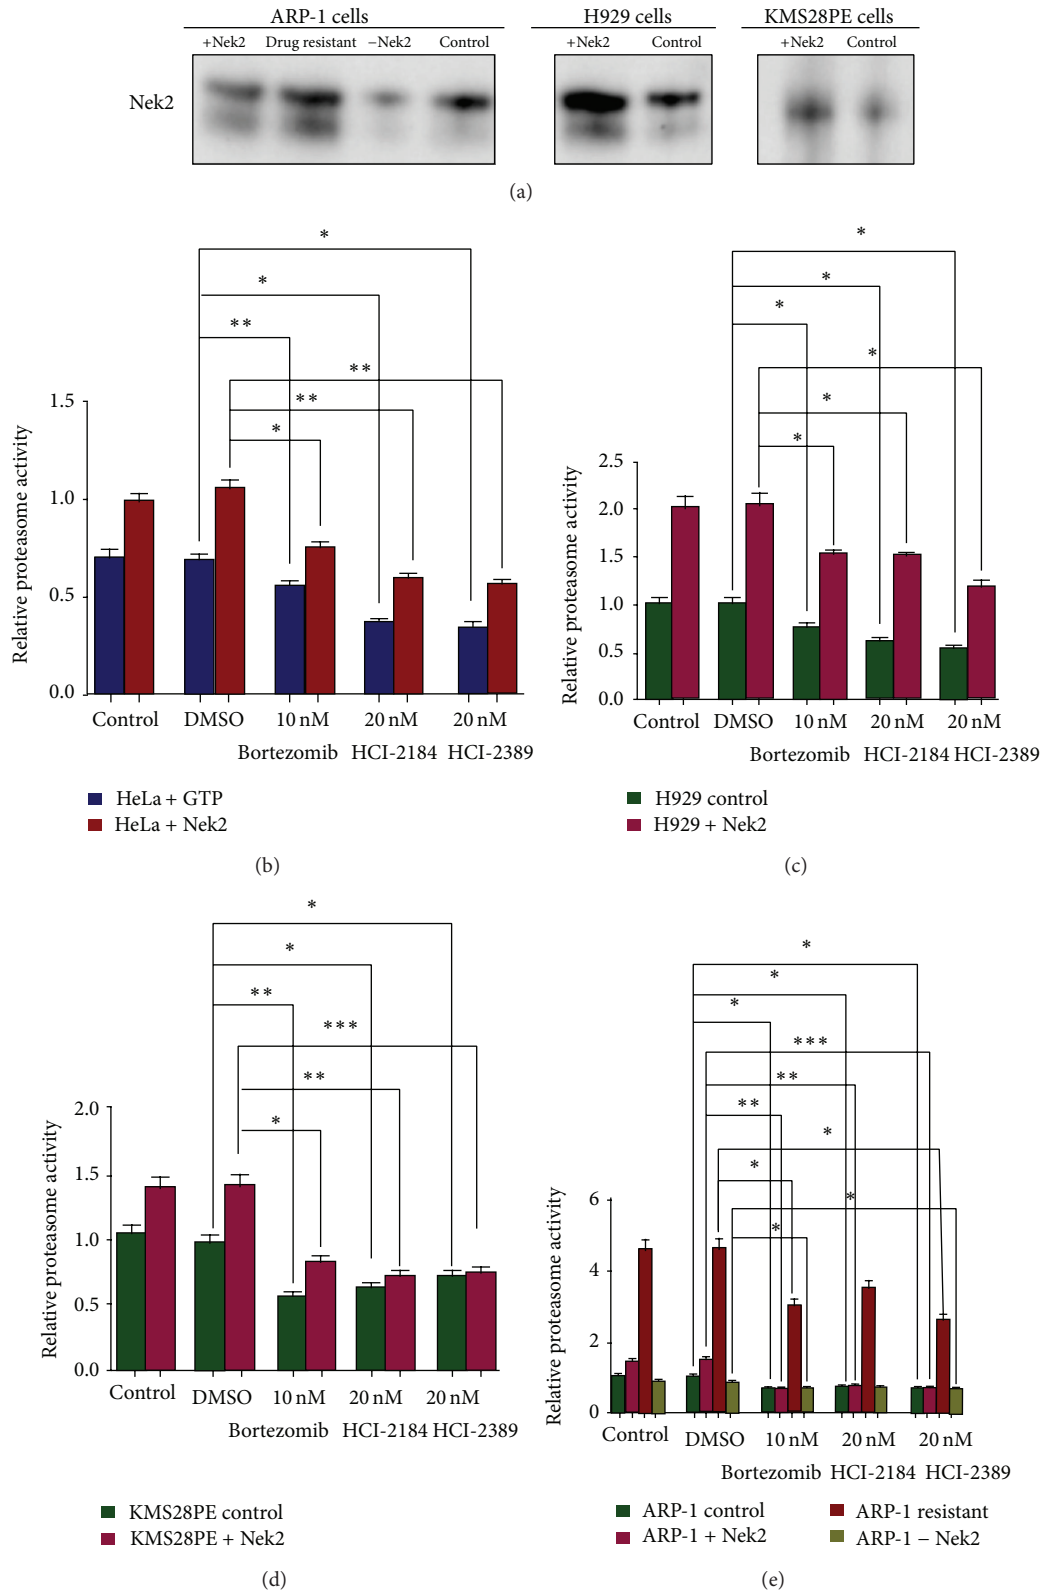 ARP-1 cells H929 cells KMS28PE cells
+Nek2 Drug resistant −Nek2 Control +Nek2 Control +Nek2 Control
Nek2
(a)
* * ** ** ** *
Relative proteasome activity
1.5
1.0
0.5
0.0
Control DMSO 10 nM 20 nM 20 nM
Bortezomib HCI-2184 HCI-2389
HeLa + GTP
HeLa + Nek2
(b)
* * * * * *
Relative proteasome activity
2.5
2.0
1.5
1.0
0.5
0.0
Control DMSO 10 nM 20 nM 20 nM
Bortezomib HCI-2184 HCI-2389
H929 control
H929 + Nek2
(c)
* * ** *** ** *
Relative proteasome activity
2.0
1.5
1.0
0.5
0.0
Control DMSO 10 nM 20 nM 20 nM
Bortezomib HCI-2184 HCI-2389
KMS28PE control
KMS28PE + Nek2
(d)
* * * *** ** ** * * * *
Relative proteasome activity
6
4
2
0
Control DMSO 10 nM 20 nM 20 nM
Bortezomib HCI-2184 HCI-2389
ARP-1 control ARP-1 resistant
ARP-1 + Nek2 ARP-1 − Nek2
(e)